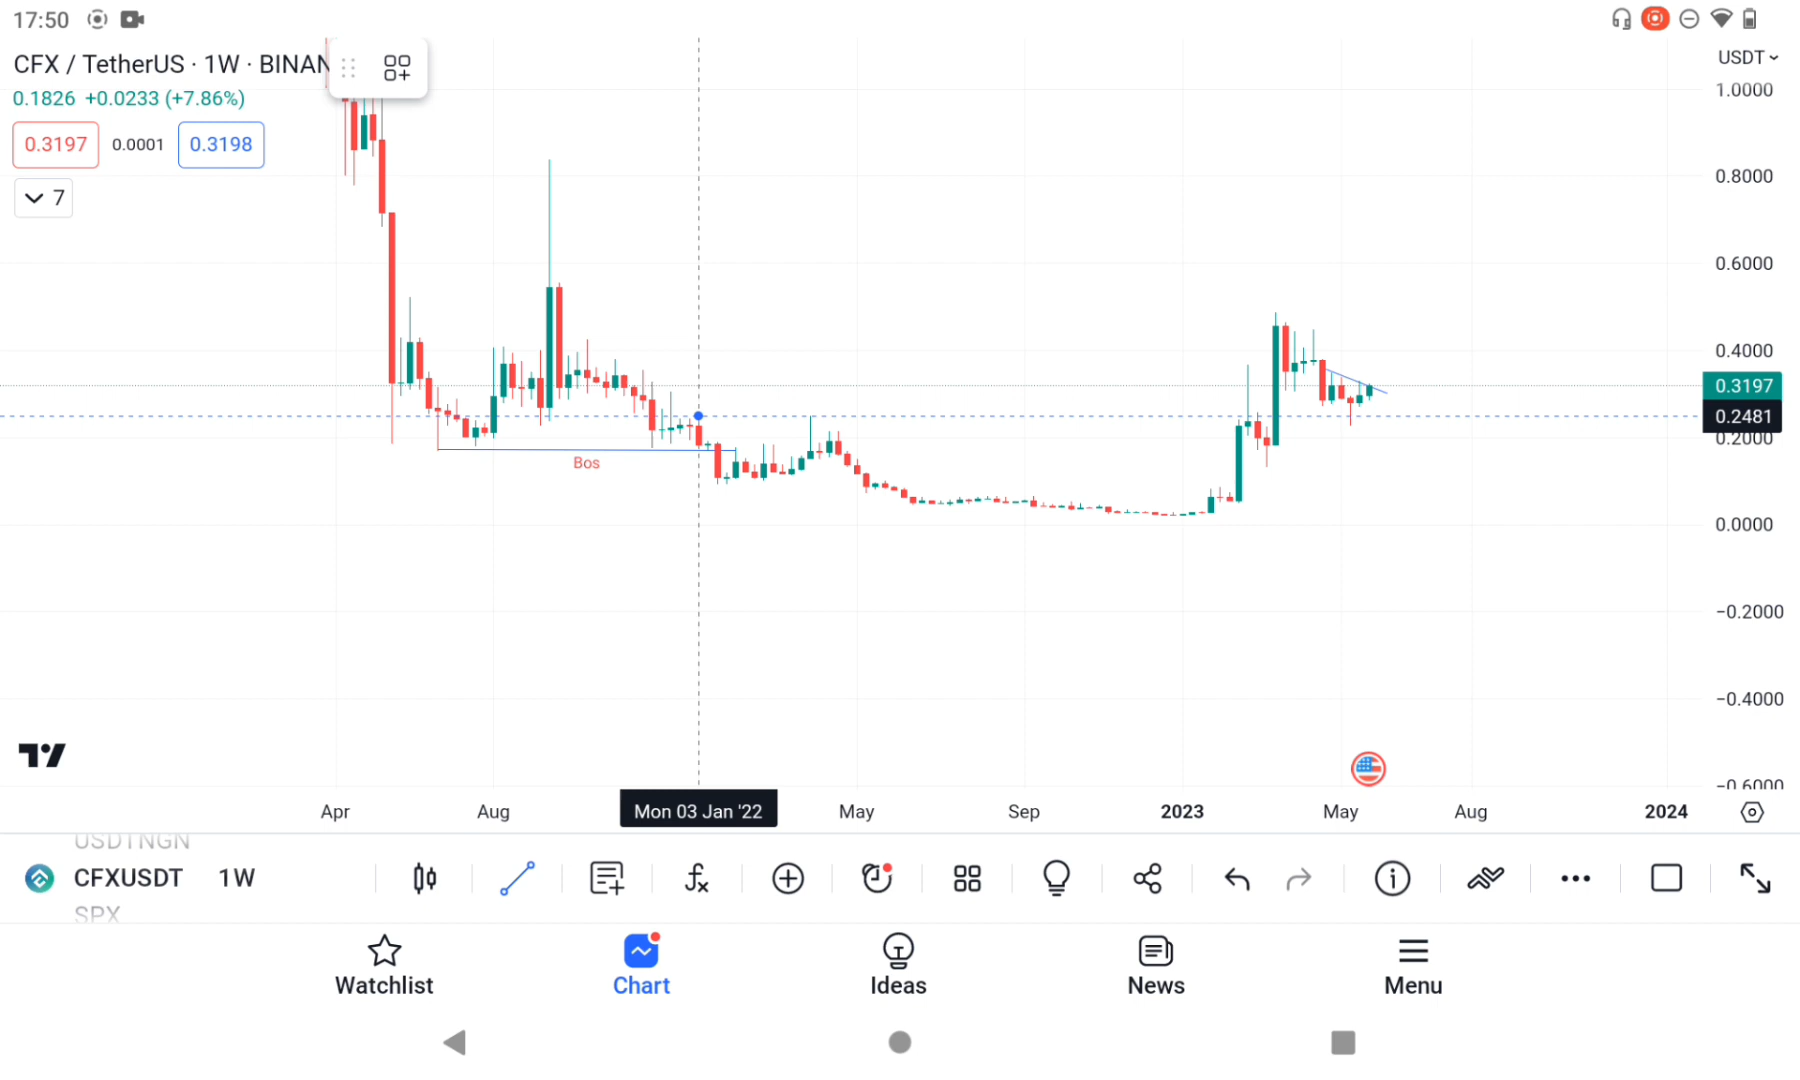 17:50
CFX / TetherUS · 1W · BINAN
USDT
0.1826 +0.0233 (+7.86%)
0.3197 0.0001 0.3198
7
1.0000
0.8000
0.6000
0.4000
0.3197
0.2481
0.2000
0.0000
−0.2000
−0.4000
−0.6000
Bos
Apr Aug Mon 03 Jan '22 May Sep 2023 May Aug 2024
USDTNGN
CFXUSDT 1W
SPX
Watchlist Chart Ideas News Menu